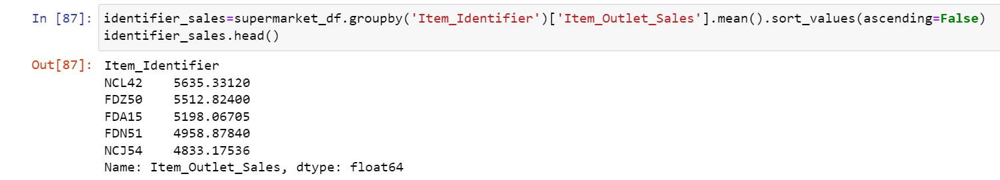 In [87]: identifier_sales=supermarket_df.groupby('Item_Identifier')['Item_Outlet_Sales'].mean().sort_values(ascending=False)
identifier_sales.head()
Out[87]: Item_Identifier
NCL42    5635.33120
FDZ50    5512.82400
FDA15    5198.06705
FDN51    4958.87840
NCJ54    4833.17536
Name: Item_Outlet_Sales, dtype: float64